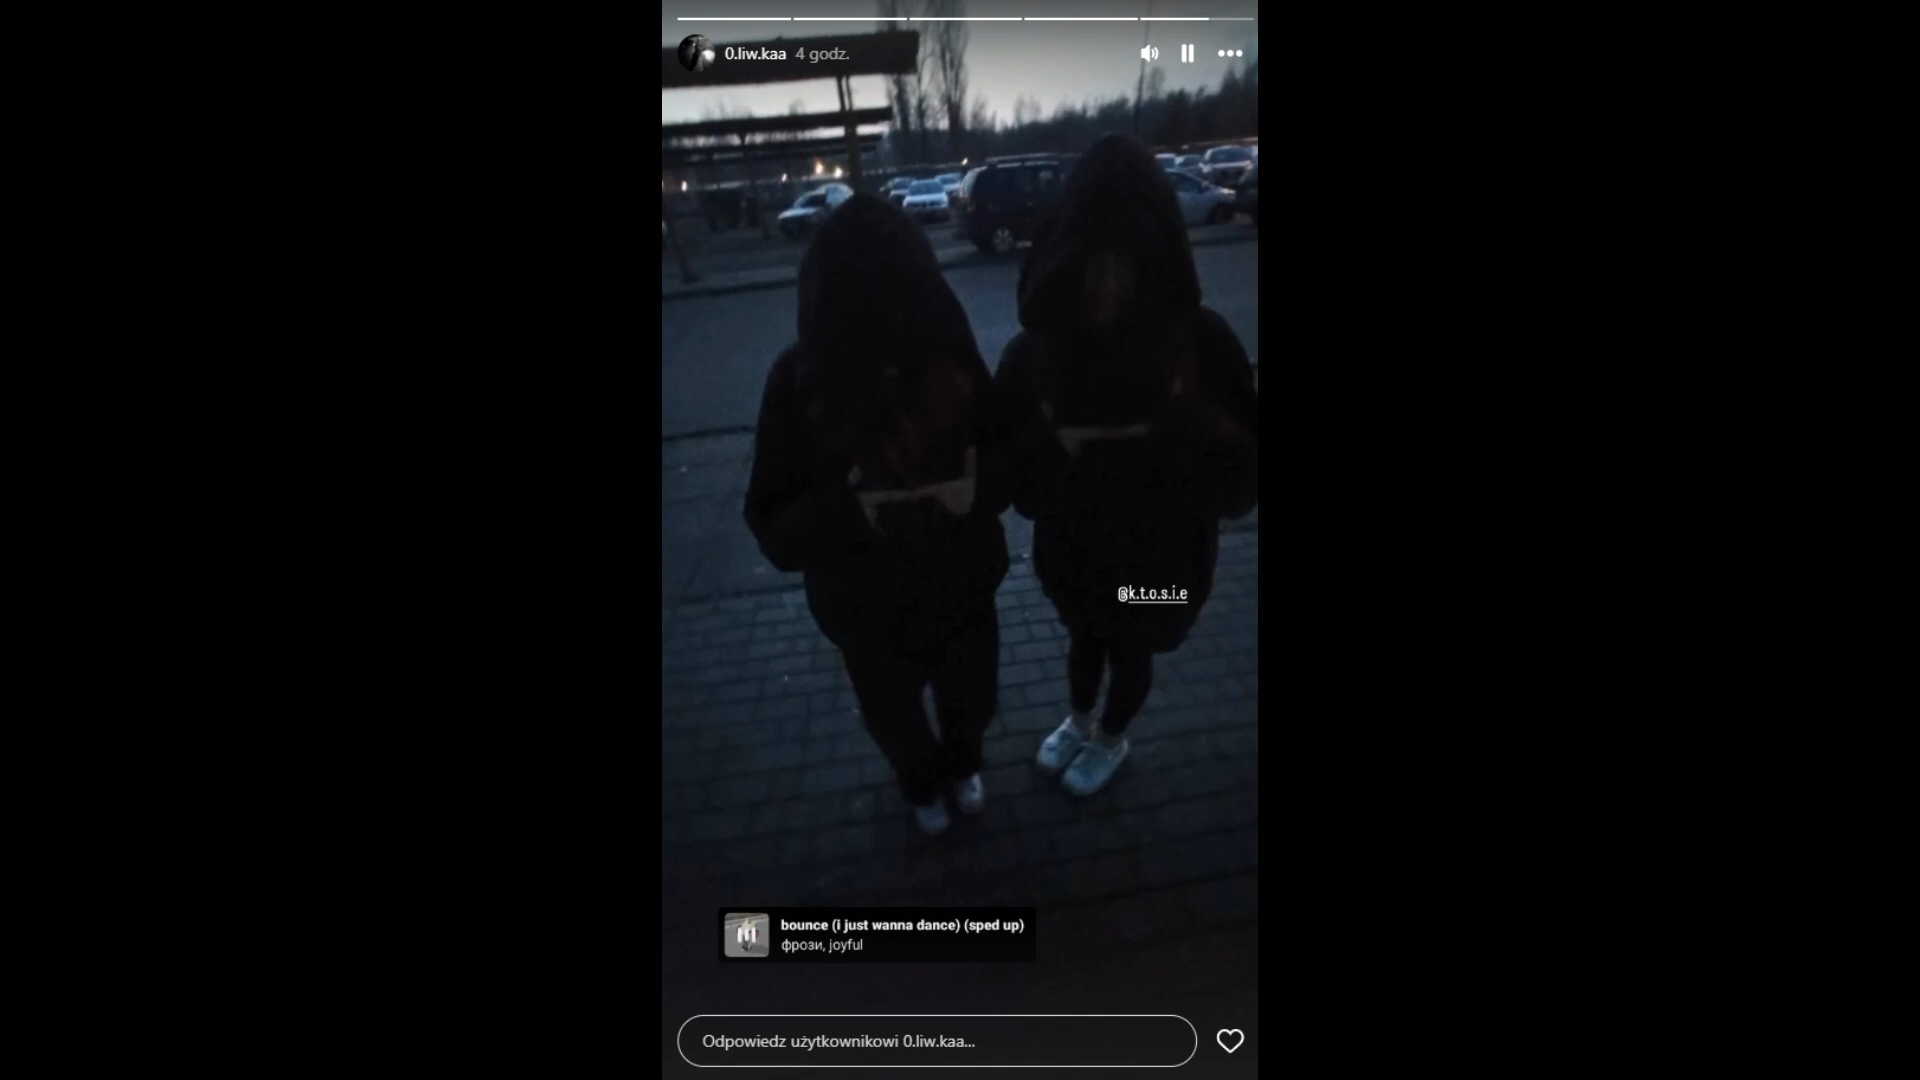 0.liw.kaa 4 godz.
@k.t.o.s.i.e
bounce (i just wanna dance) (sped up)
фрози, joyful
Odpowiedz użytkownikowi 0.liw.kaa...